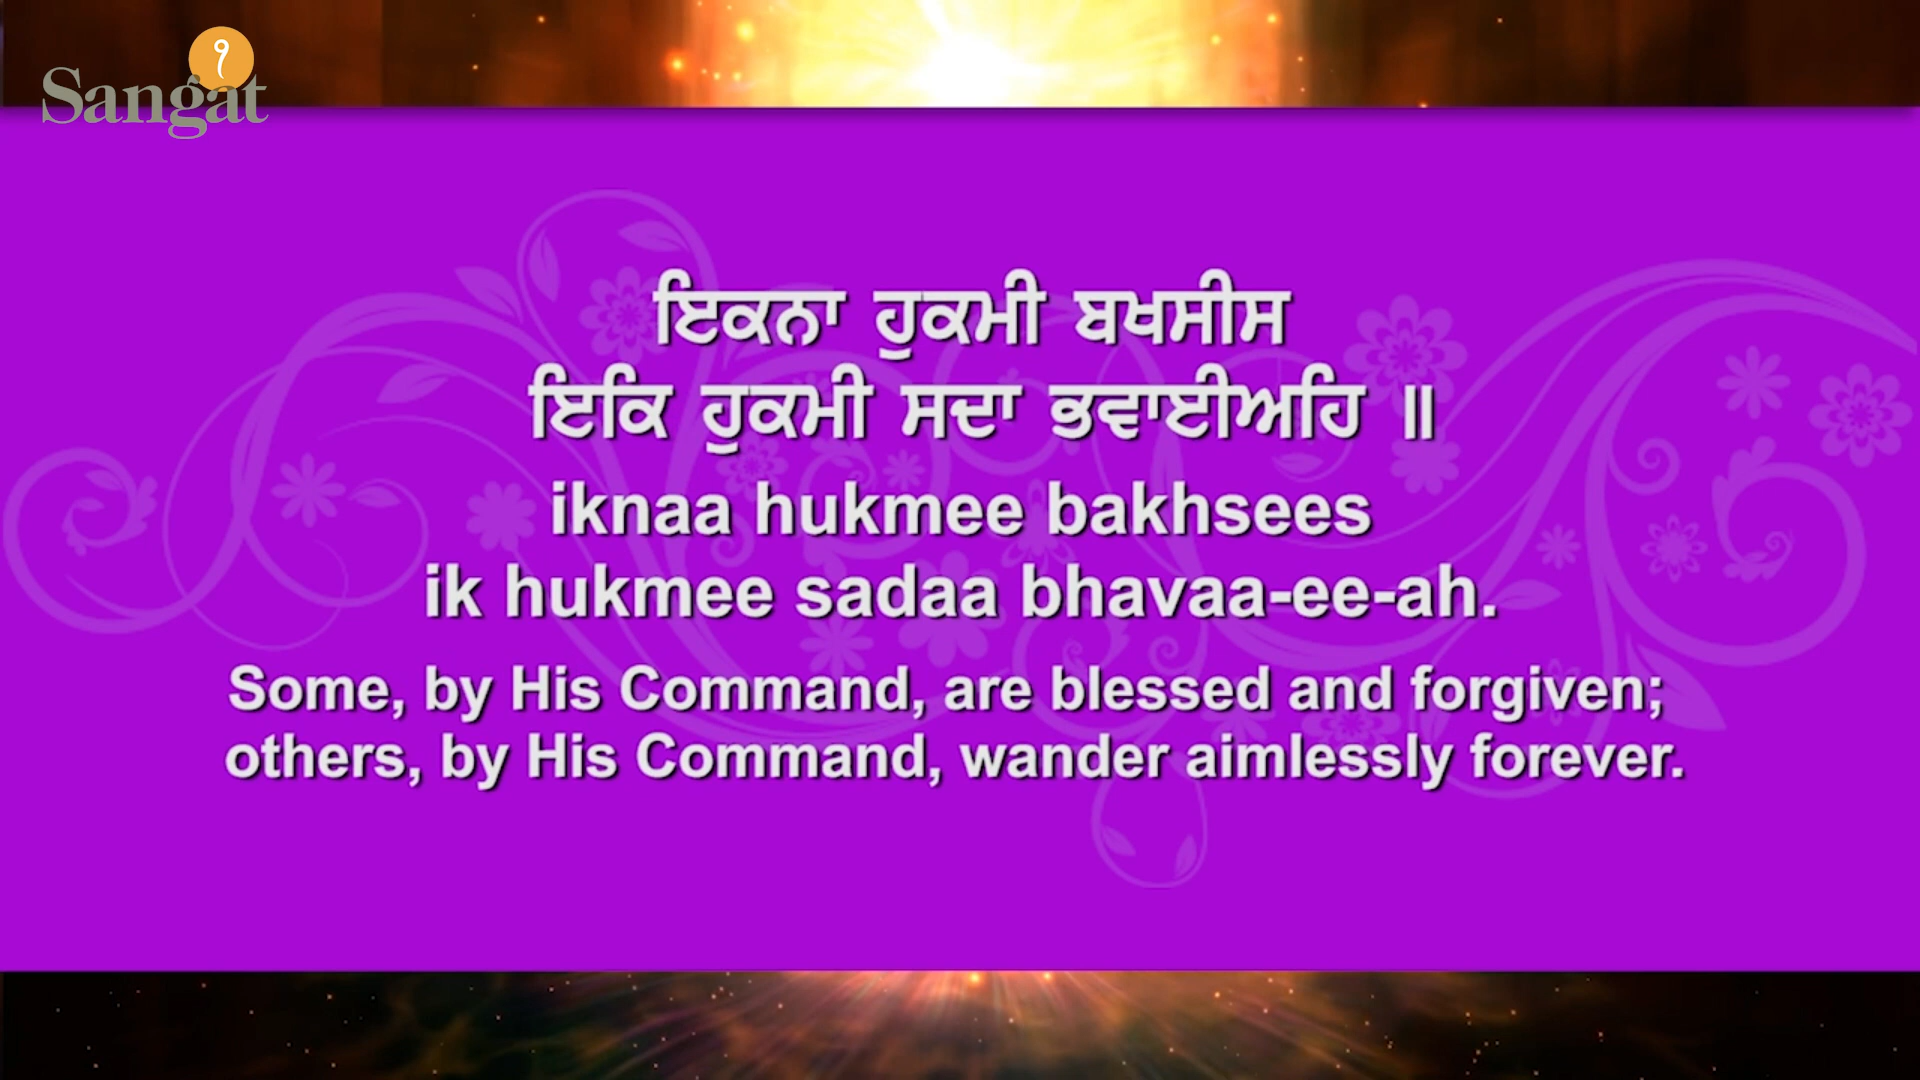 Sangat
੧
ਇਕਨਾ ਹੁਕਮੀ ਬਖਸੀਸ
ਇਕਿ ਹੁਕਮੀ ਸਦਾ ਭਵਾਈਅਹਿ ॥
iknaa hukmee bakhsees
ik hukmee sadaa bhavaa-ee-ah.
Some, by His Command, are blessed and forgiven;
others, by His Command, wander aimlessly forever.